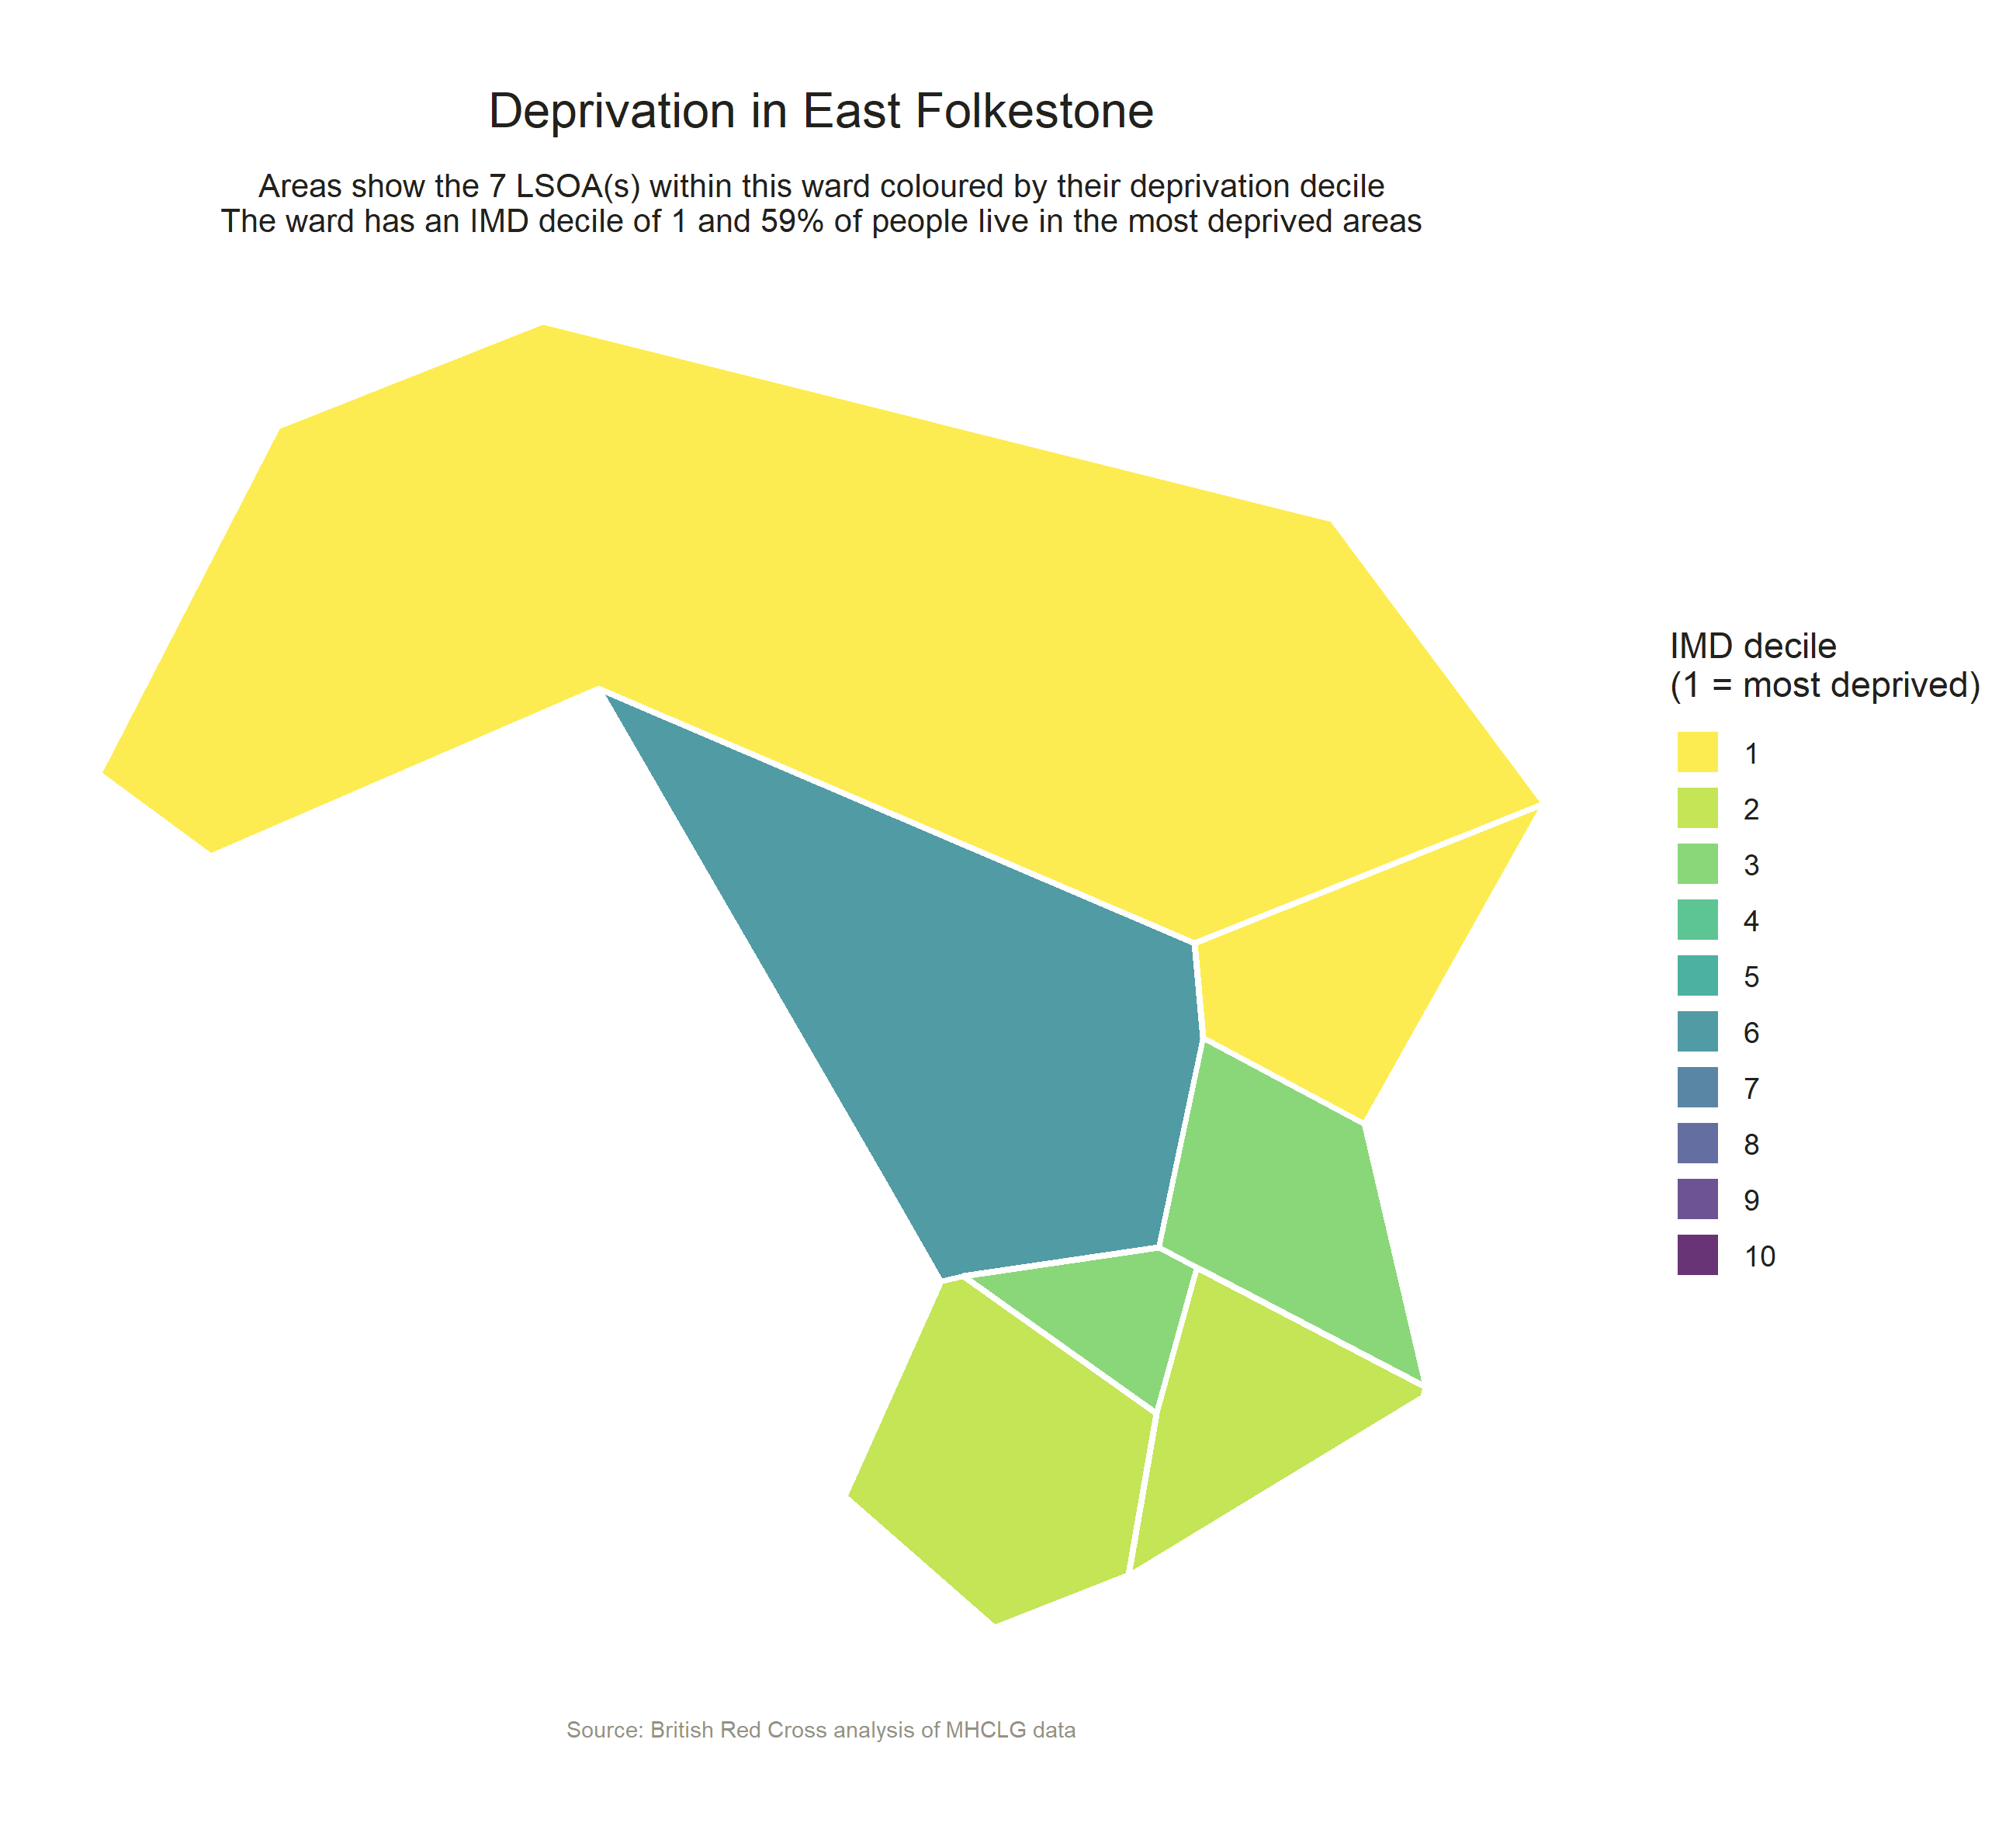 Deprivation in East Folkestone
Areas show the 7 LSOA(s) within this ward coloured by their deprivation decile
The ward has an IMD decile of 1 and 59% of people live in the most deprived areas
IMD decile
(1 = most deprived)
1
2
3
4
5
6
7
8
9
10
Source: British Red Cross analysis of MHCLG data